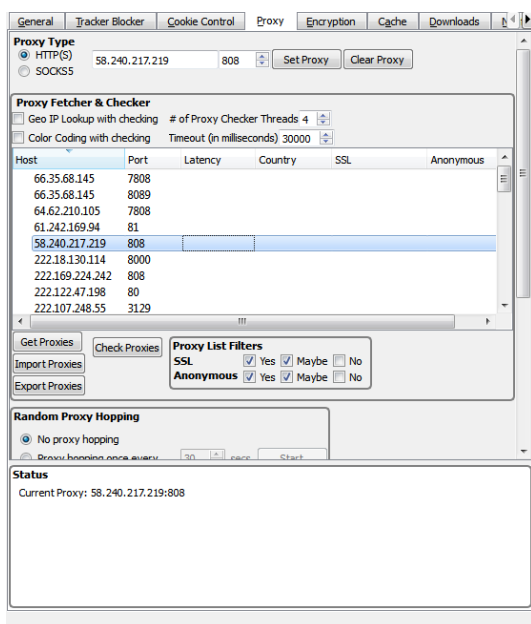 General Tracker Blocker Cookie Control Proxy Encryption Cache Downloads
Proxy Type
HTTP(S) 58.240.217.219 808 Set Proxy Clear Proxy
SOCKS5
Proxy Fetcher & Checker
Geo IP Lookup with checking # of Proxy Checker Threads 4
Color Coding with checking Timeout (in milliseconds) 30000
Host Port Latency Country SSL Anonymous
66.35.68.145 7808
66.35.68.145 8089
64.62.210.105 7808
61.242.169.94 81
58.240.217.219 808
222.18.130.114 8000
222.169.224.242 808
222.122.47.198 80
222.107.248.55 3129
Get Proxies Check Proxies Proxy List Filters
SSL Yes Maybe No
Import Proxies
Anonymous Yes Maybe No
Export Proxies
Random Proxy Hopping
No proxy hopping
Proxy hopping once every 30 secs Start
Status
Current Proxy: 58.240.217.219:808